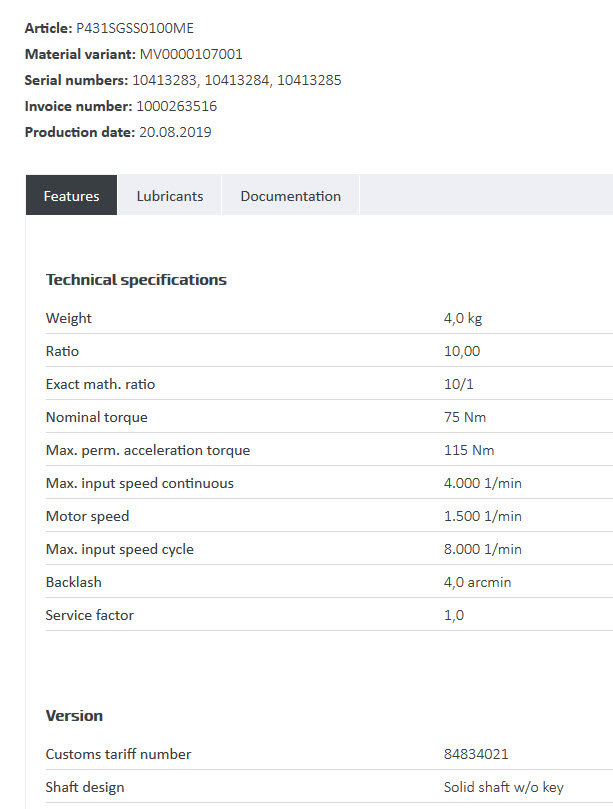 Article: P431SGSS0100ME
Material variant: MV0000107001
Serial numbers: 10413283, 10413284, 10413285
Invoice number: 1000263516
Production date: 20.08.2019
Features Lubricants Documentation
Technical specifications
Weight 4,0 kg
Ratio 10,00
Exact math. ratio 10/1
Nominal torque 75 Nm
Max. perm. acceleration torque 115 Nm
Max. input speed continuous 4.000 1/min
Motor speed 1.500 1/min
Max. input speed cycle 8.000 1/min
Backlash 4,0 arcmin
Service factor 1,0
Version
Customs tariff number 84834021
Shaft design Solid shaft w/o key